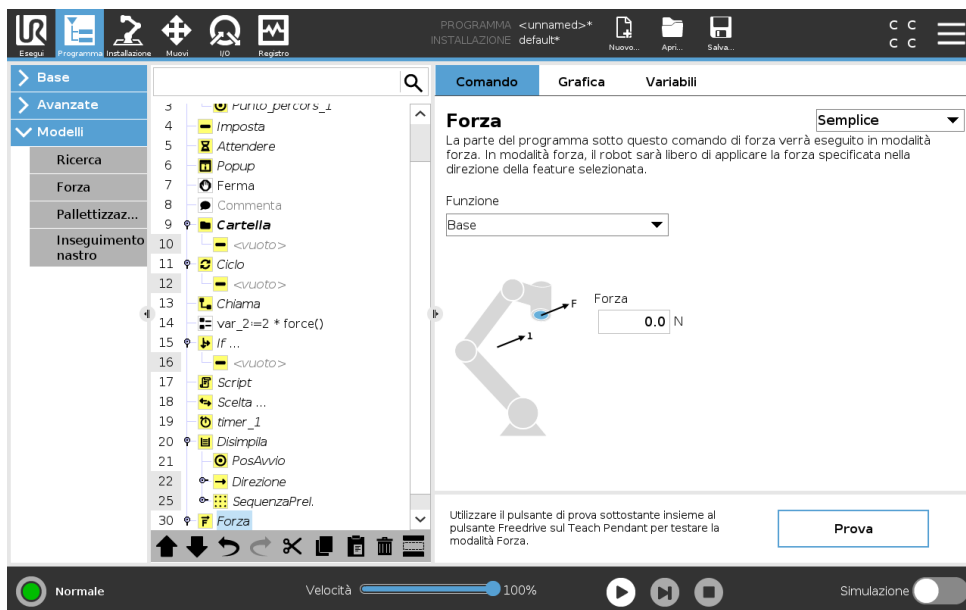 UR
Esegui
Programma
Installazione
Muovi
I/O
Registro
PROGRAMMA <unnamed>*
INSTALLAZIONE default*
Nuovo...
Apri...
Salva...
C C
C C
Base
Avanzate
Modelli
Ricerca
Forza
Pallettizzaz...
Inseguimento
nastro
3 Punto_percors_1
4 Imposta
5 Attendere
6 Popup
7 Ferma
8 Commenta
9 Cartella
10 <vuoto>
11 Ciclo
12 <vuoto>
13 Chiama
14 var_2:=2 * force()
15 If ...
16 <vuoto>
17 Script
18 Scelta ...
19 timer_1
20 Disimpila
21 PosAvvio
22 Direzione
25 SequenzaPrel.
30 Forza
Comando Grafica Variabili
Forza
Semplice
La parte del programma sotto questo comando di forza verrà eseguito in modalità
forza. In modalità forza, il robot sarà libero di applicare la forza specificata nella
direzione della feature selezionata.
Funzione
Base
F
1
Forza
0.0 N
Utilizzare il pulsante di prova sottostante insieme al
pulsante Freedrive sul Teach Pendant per testare la
modalità Forza.
Prova
Normale
Velocità 100%
Simulazione